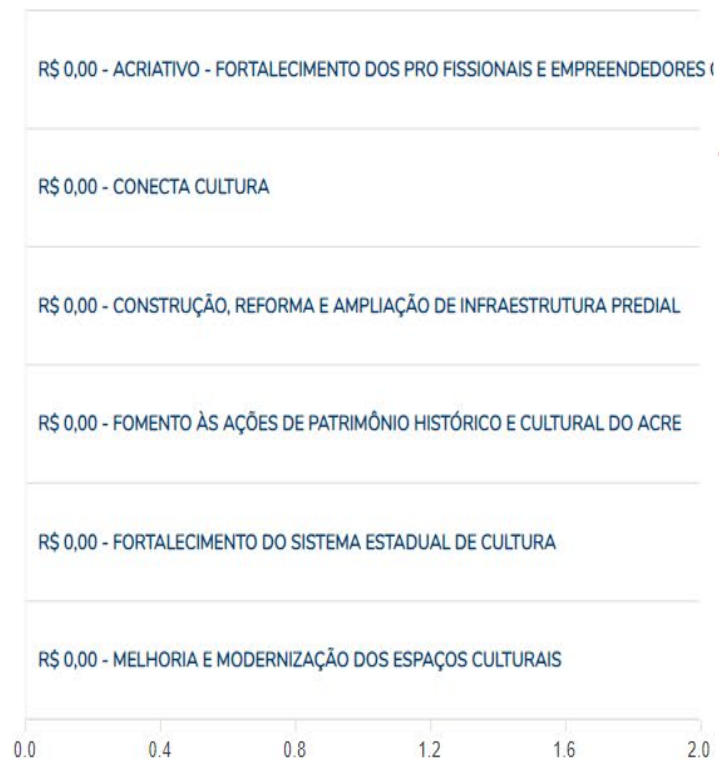 R$ 0,00 - ACRIATIVO - FORTALECIMENTO DOS PRO FISSIONAIS E EMPREENDEDORES
R$ 0,00 - CONECTA CULTURA
R$ 0,00 - CONSTRUÇÃO, REFORMA E AMPLIAÇÃO DE INFRAESTRUTURA PREDIAL
R$ 0,00 - FOMENTO ÀS AÇÕES DE PATRIMÔNIO HISTÓRICO E CULTURAL DO ACRE
R$ 0,00 - FORTALECIMENTO DO SISTEMA ESTADUAL DE CULTURA
R$ 0,00 - MELHORIA E MODERNIZAÇÃO DOS ESPAÇOS CULTURAIS
0.0 0.4 0.8 1.2 1.6 2.0